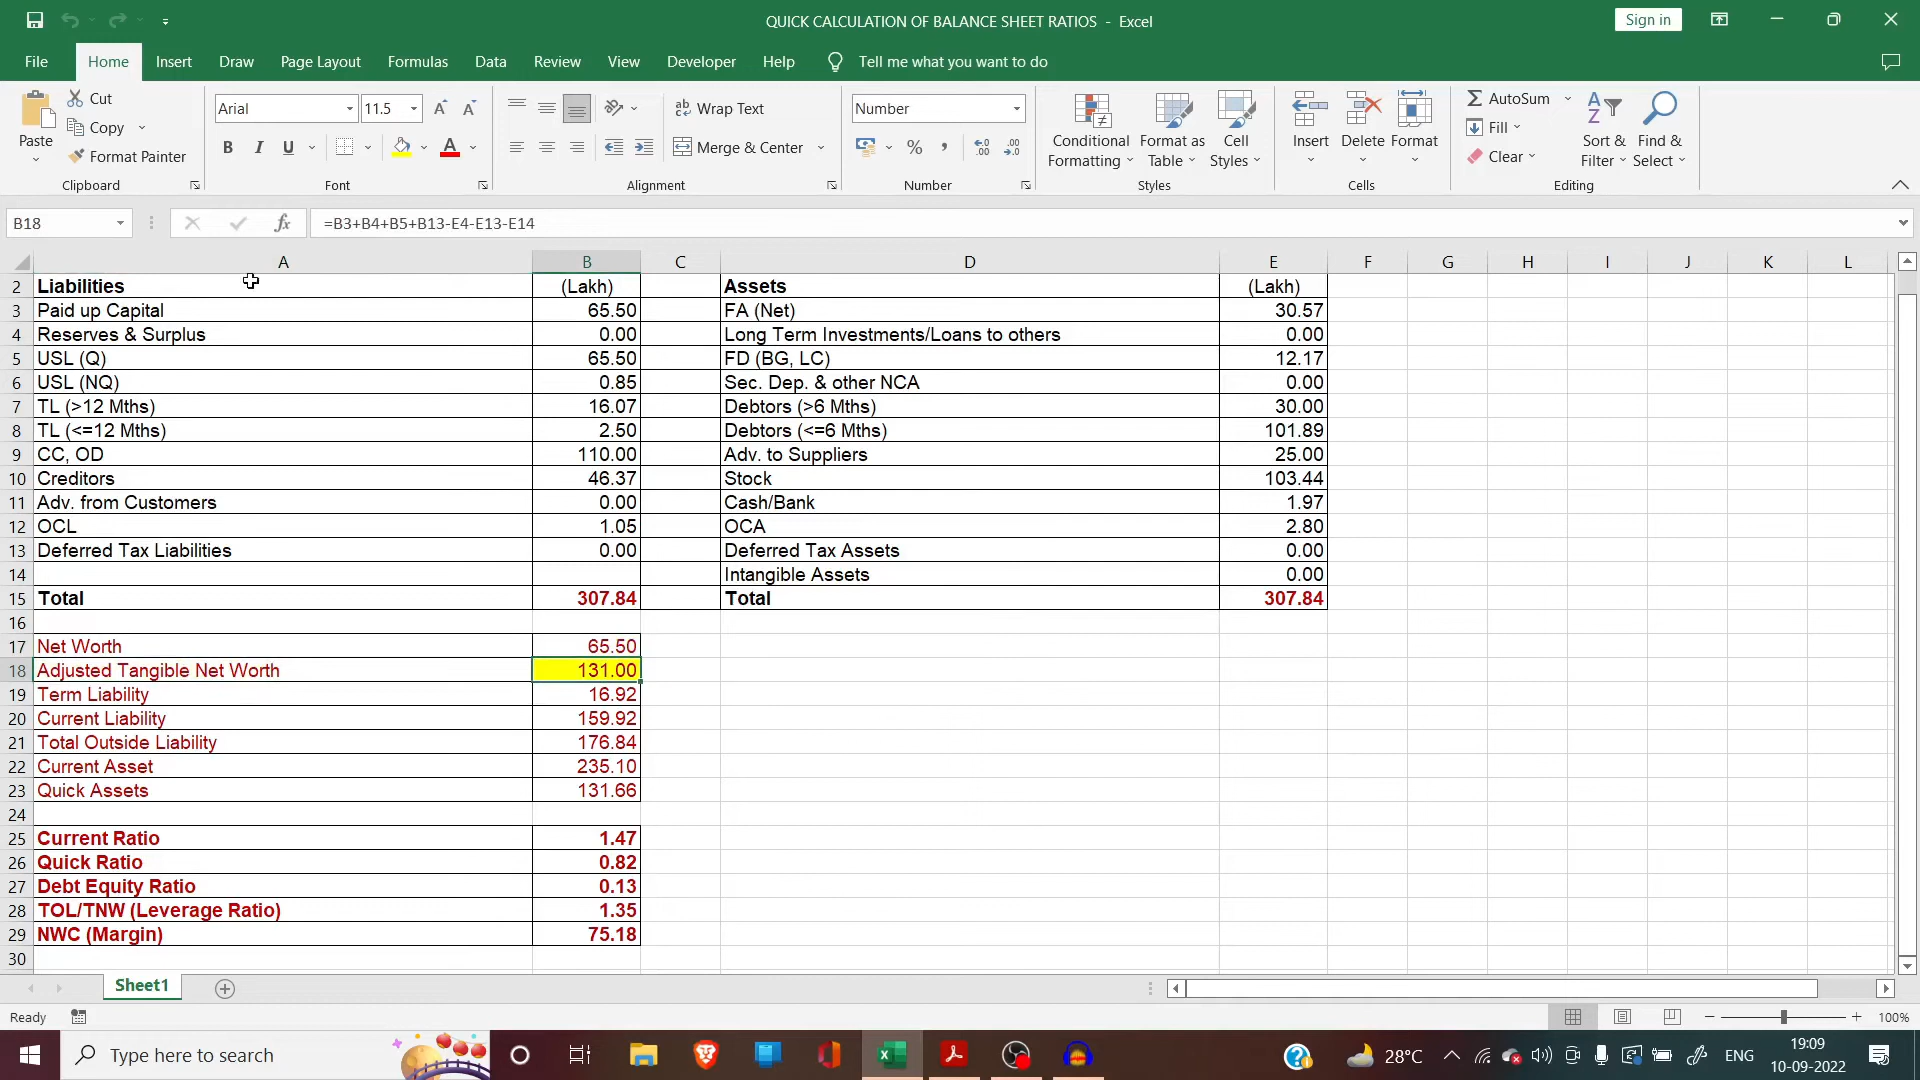 QUICK CALCULATION OF BALANCE SHEET RATIOS - Excel
Sign in
File Home Insert Draw Page Layout Formulas Data Review View Developer Help Tell me what you want to do
Paste
Cut
Copy
Format Painter
Clipboard
Arial 11.5
B I U
Font
Wrap Text
Merge & Center
Alignment
Number
%
Number
Conditional Formatting
Format as Table
Cell Styles
Styles
Insert Delete Format
Cells
AutoSum
Fill
Clear
Sort & Filter
Find & Select
Editing
B18 fx =B3+B4+B5+B13-E4-E13-E14
A B C D E F G H I J K L
2 Liabilities (Lakh) Assets (Lakh)
3 Paid up Capital 65.50 FA (Net) 30.57
4 Reserves & Surplus 0.00 Long Term Investments/Loans to others 0.00
5 USL (Q) 65.50 FD (BG, LC) 12.17
6 USL (NQ) 0.85 Sec. Dep. & other NCA 0.00
7 TL (>12 Mths) 16.07 Debtors (>6 Mths) 30.00
8 TL (<=12 Mths) 2.50 Debtors (<=6 Mths) 101.89
9 CC, OD 110.00 Adv. to Suppliers 25.00
10 Creditors 46.37 Stock 103.44
11 Adv. from Customers 0.00 Cash/Bank 1.97
12 OCL 1.05 OCA 2.80
13 Deferred Tax Liabilities 0.00 Deferred Tax Assets 0.00
14 Intangible Assets 0.00
15 Total 307.84 Total 307.84
16
17 Net Worth 65.50
18 Adjusted Tangible Net Worth 131.00
19 Term Liability 16.92
20 Current Liability 159.92
21 Total Outside Liability 176.84
22 Current Asset 235.10
23 Quick Assets 131.66
24
25 Current Ratio 1.47
26 Quick Ratio 0.82
27 Debt Equity Ratio 0.13
28 TOL/TNW (Leverage Ratio) 1.35
29 NWC (Margin) 75.18
30
Sheet1
Ready 100%
Type here to search
28°C ENG
19:09
10-09-2022